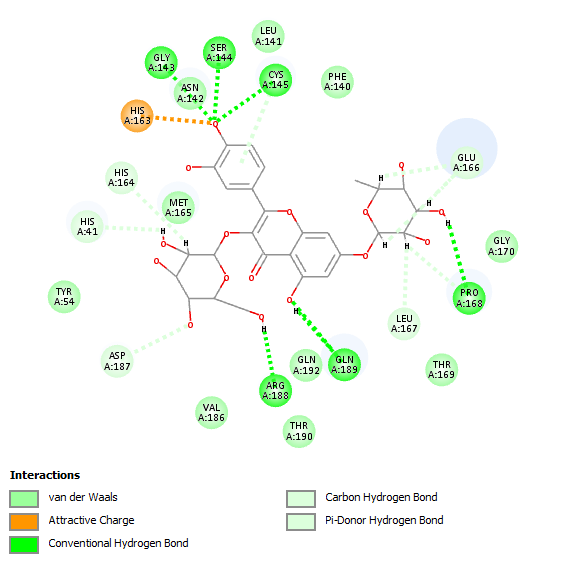 LEU
A:141
SER
A:144
GLY
A:143
CYS
A:145
ASN
A:142
PHE
A:140
HIS
A:163
O
GLU
A:166
HIS
A:164
O
O
H
MET
A:165
H
O
O
H
O
H
HIS
A:41
H
O
O
H
H
H
O
GLY
A:170
O
O
O
O
O
TYR
A:54
O
H
PRO
A:168
O
O
H
LEU
A:167
ASP
A:187
H
GLN
A:192
GLN
A:189
THR
A:169
ARG
A:188
VAL
A:186
THR
A:190
Interactions
van der Waals
Attractive Charge
Conventional Hydrogen Bond
Carbon Hydrogen Bond
Pi-Donor Hydrogen Bond